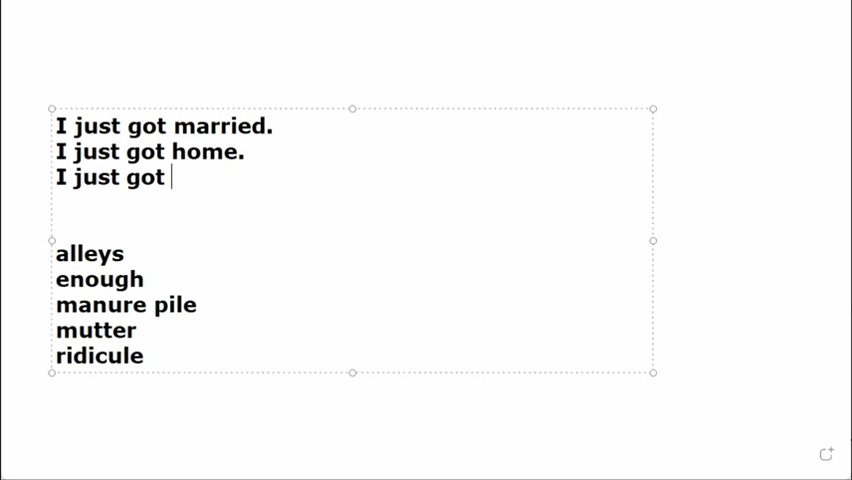 I just got married.
I just got home.
I just got
alleys
enough
manure pile
mutter
ridicule